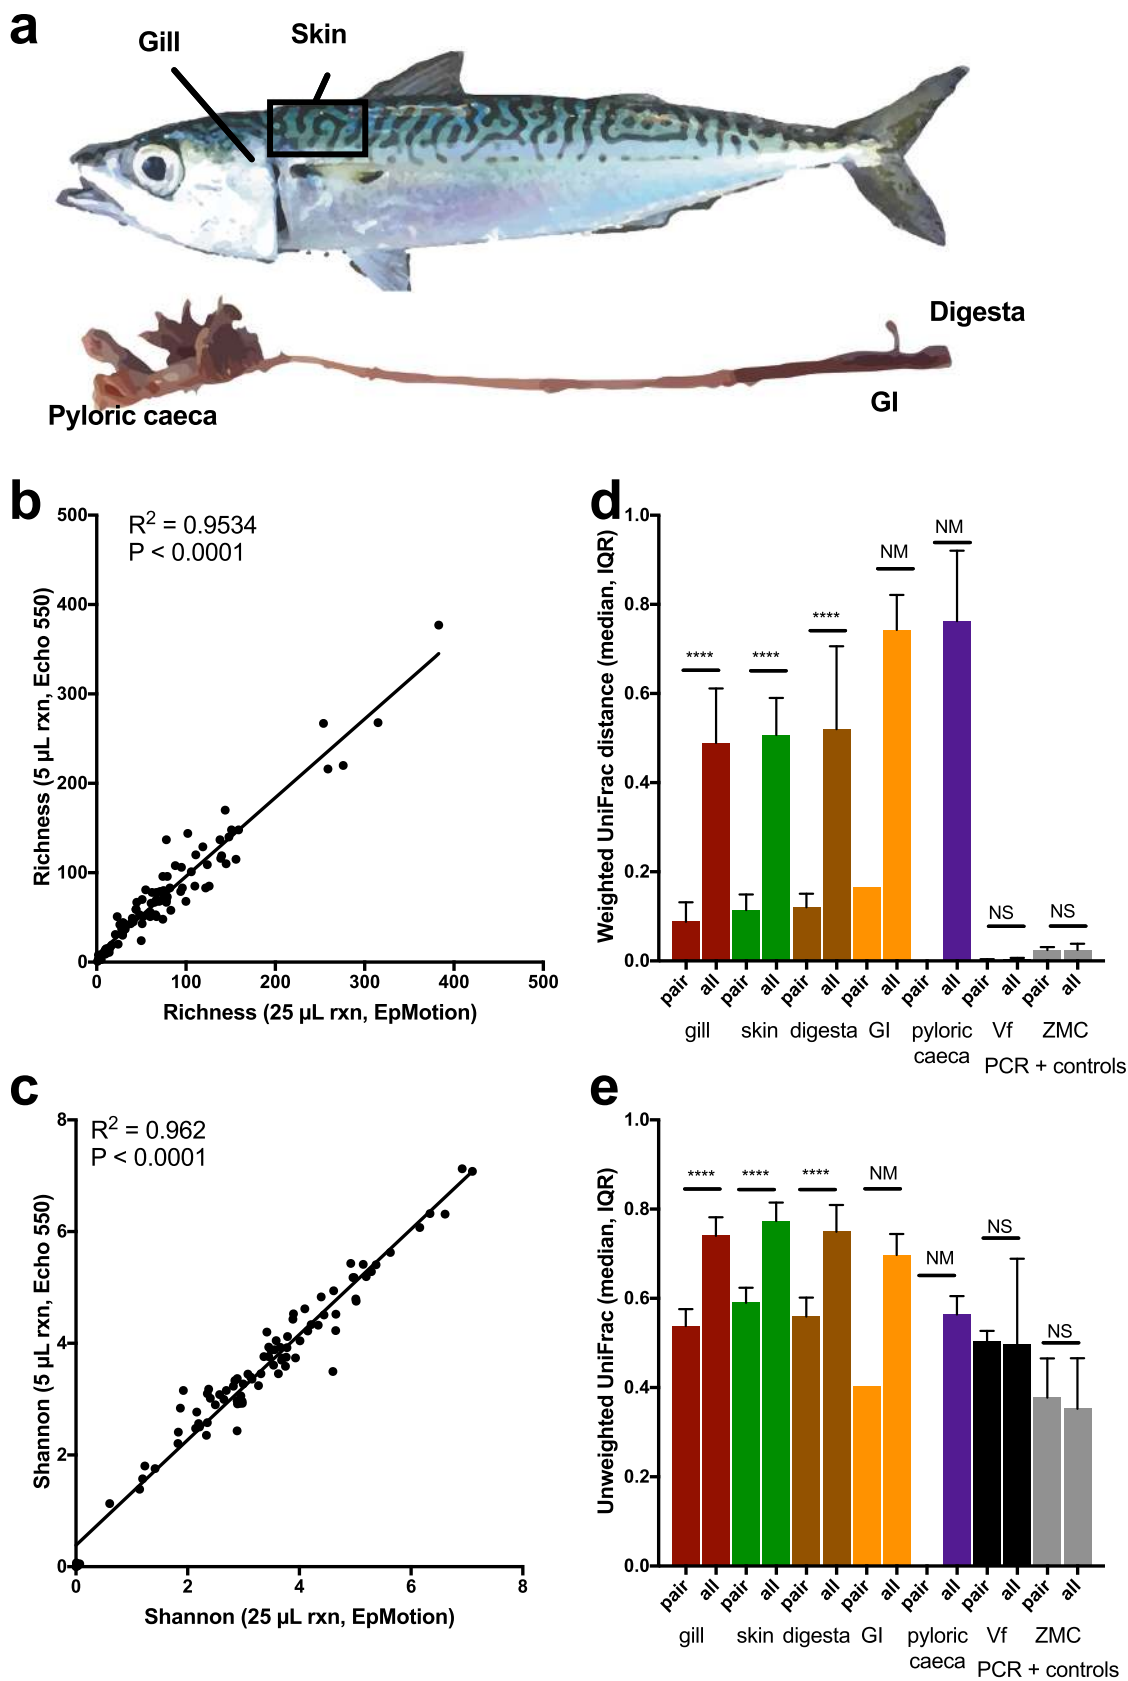 a
Gill
Skin
Digesta
GI
Pyloric caeca
b
R² = 0.9534
P < 0.0001
500
400
300
200
100
0
0 100 200 300 400 500
Richness (5 µL rxn, Echo 550)
Richness (25 µL rxn, EpMotion)
c
R² = 0.962
P < 0.0001
8
6
4
2
0
0 2 4 6 8
Shannon (5 µL rxn, Echo 550)
Shannon (25 µL rxn, EpMotion)
d
Weighted UniFrac distance (median, IQR)
1.0
0.8
0.6
0.4
0.2
0.0
**** **** **** NM NM NS NS
pair all pair all pair all pair all pair all pair all pair all
gill skin digesta GI pyloric caeca Vf ZMC
PCR + controls
e
Unweighted UniFrac (median, IQR)
1.0
0.8
0.6
0.4
0.2
0.0
**** **** **** NM NM NS NS
pair all pair all pair all pair all pair all pair all pair all
gill skin digesta GI pyloric caeca Vf ZMC
PCR + controls